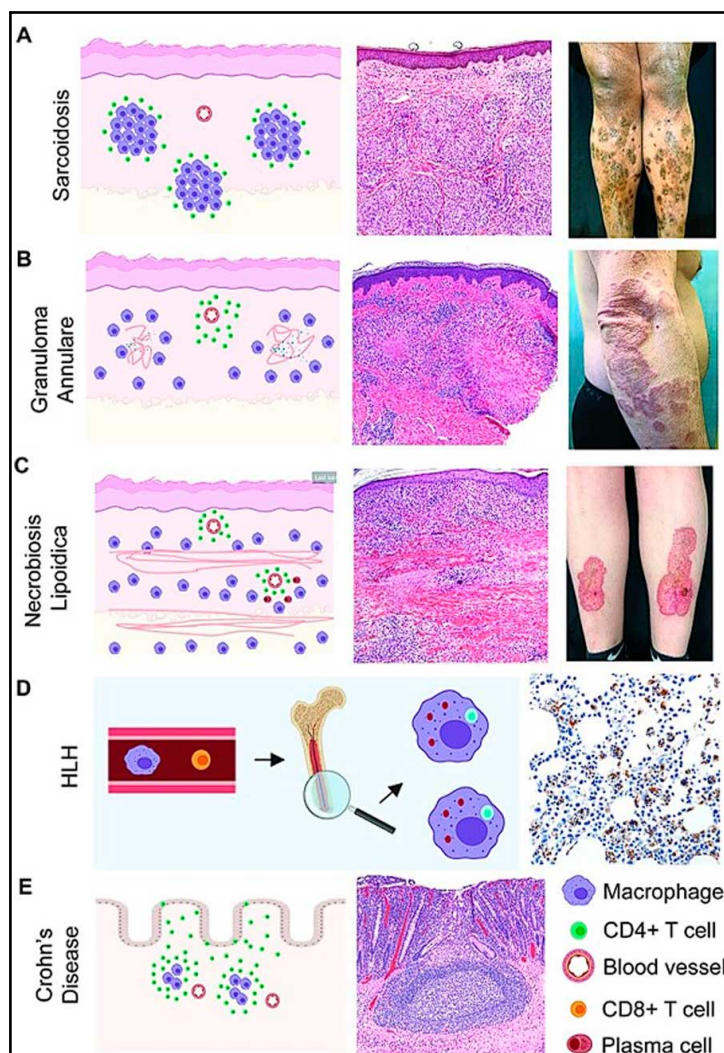 A
Sarcoidosis
B
Granuloma
Annulare
C
Necrobiosis
Lipoidica
D
HLH
E
Crohn's
Disease
Macrophage
CD4+ T cell
Blood vessel
CD8+ T cell
Plasma cell